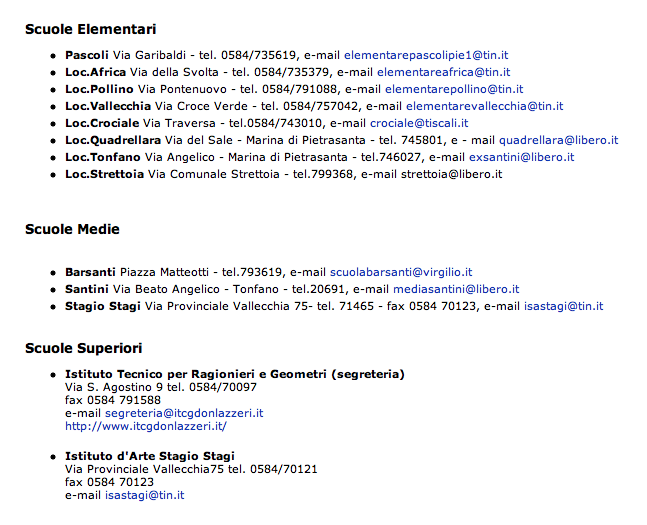 Scuole Elementari
Pascoli Via Garibaldi - tel. 0584/735619, e-mail elementarepascolipie1@tin.it
Loc.Africa Via della Svolta - tel. 0584/735379, e-mail elementareafrica@tin.it
Loc.Pollino Via Pontenuovo - tel. 0584/791088, e-mail elementarepollino@tin.it
Loc.Vallecchia Via Croce Verde - tel. 0584/757042, e-mail elementarevallecchia@tin.it
Loc.Crociale Via Traversa - tel.0584/743010, e-mail crociale@tiscali.it
Loc.Quadrellara Via del Sale - Marina di Pietrasanta - tel. 745801, e - mail quadrellara@libero.it
Loc.Tonfano Via Angelico - Marina di Pietrasanta - tel.746027, e-mail exsantini@libero.it
Loc.Strettoia Via Comunale Strettoia - tel.799368, e-mail strettoia@libero.it
Scuole Medie
Barsanti Piazza Matteotti - tel.793619, e-mail scuolabarsanti@virgilio.it
Santini Via Beato Angelico - Tonfano - tel.20691, e-mail mediasantini@libero.it
Stagio Stagi Via Provinciale Vallecchia 75- tel. 71465 - fax 0584 70123, e-mail isastagi@tin.it
Scuole Superiori
Istituto Tecnico per Ragionieri e Geometri (segreteria)
Via S. Agostino 9 tel. 0584/70097
fax 0584 791588
e-mail segreteria@itcgdonlazzeri.it
http://www.itcgdonlazzeri.it/
Istituto d'Arte Stagio Stagi
Via Provinciale Vallecchia75 tel. 0584/70121
fax 0584 70123
e-mail isastagi@tin.it